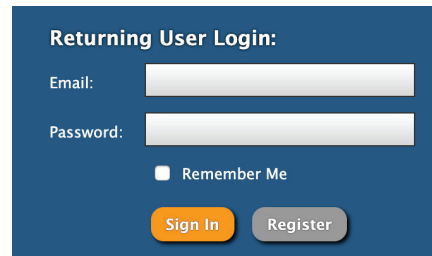 Returning User Login:
Email:
Password:
Remember Me
Sign In Register